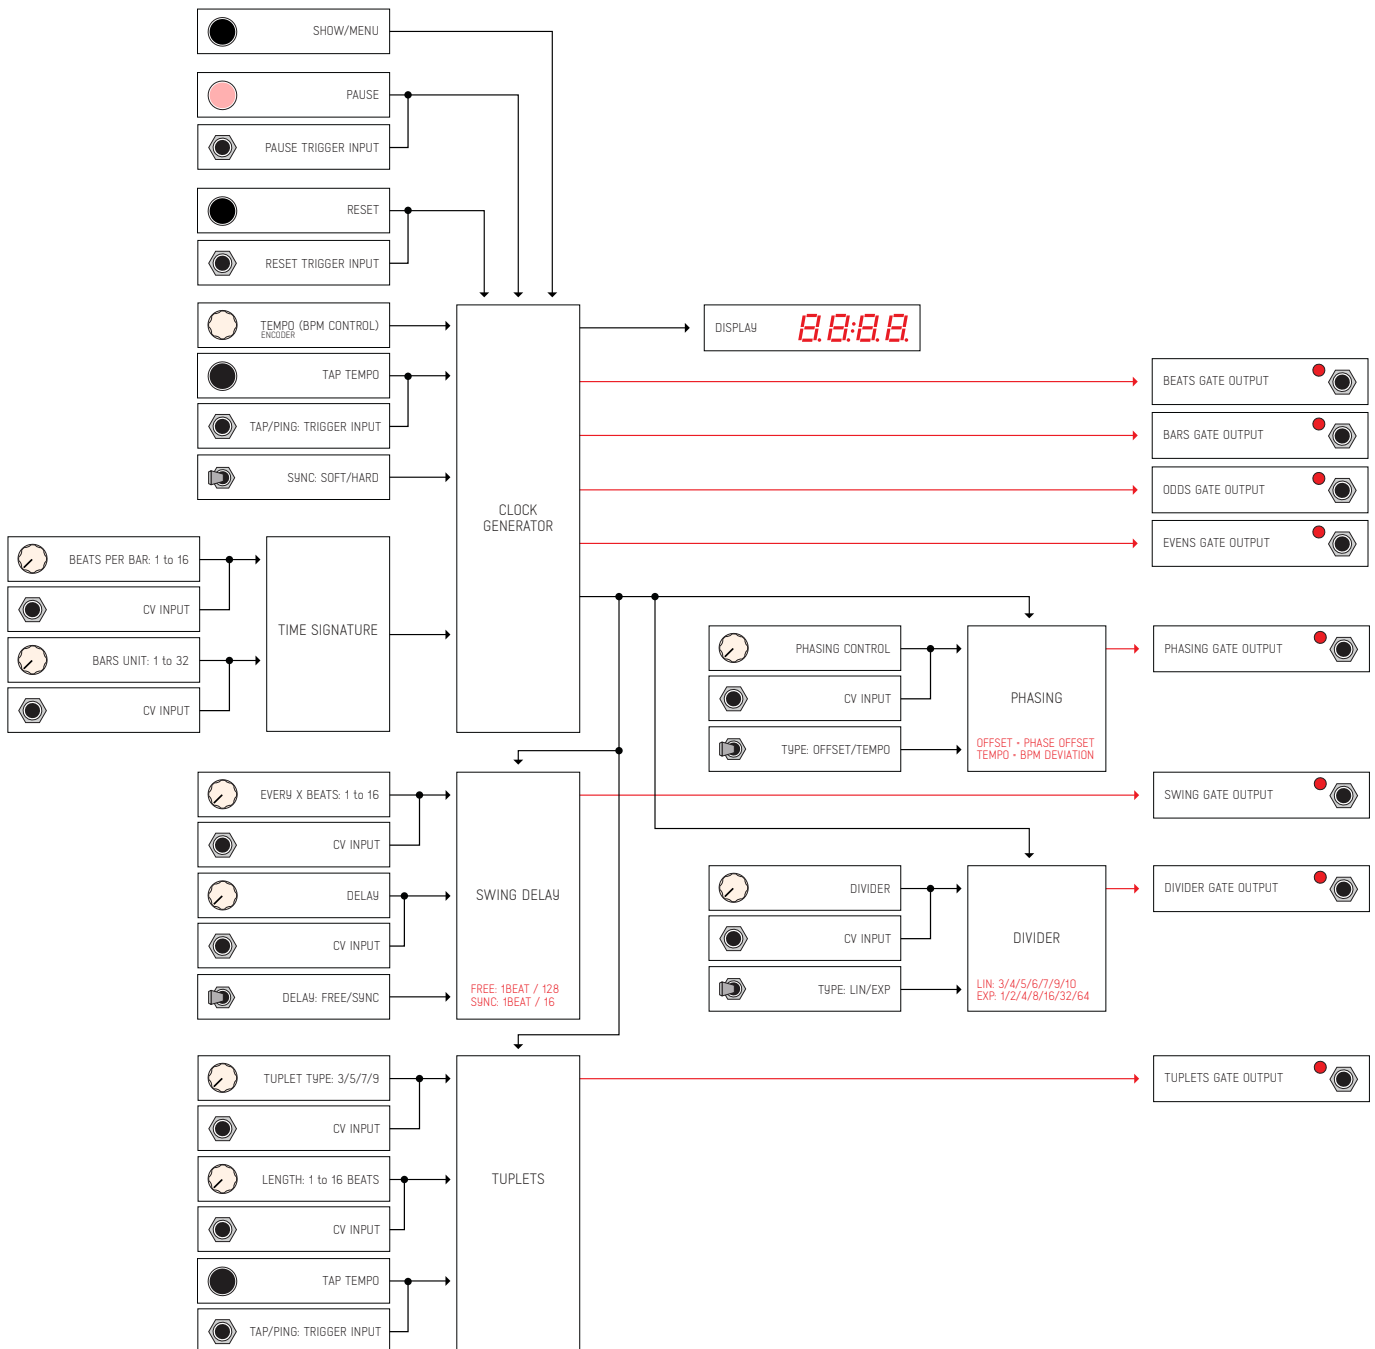 SHOW/MENU
PAUSE
PAUSE TRIGGER INPUT
RESET
RESET TRIGGER INPUT
TEMPO (BPM CONTROL)
ENCODER
TAP TEMPO
TAP/PING: TRIGGER INPUT
SYNC: SOFT/HARD
CLOCK
GENERATOR
DISPLAY
8.8:8.8.
BEATS GATE OUTPUT
BARS GATE OUTPUT
ODDS GATE OUTPUT
EVENS GATE OUTPUT
BEATS PER BAR: 1 to 16
CV INPUT
BARS UNIT: 1 to 32
CV INPUT
TIME SIGNATURE
PHASING CONTROL
CV INPUT
TYPE: OFFSET/TEMPO
PHASING
OFFSET - PHASE OFFSET
TEMPO - BPM DEVIATION
PHASING GATE OUTPUT
EVERY X BEATS: 1 to 16
CV INPUT
DELAY
CV INPUT
DELAY: FREE/SYNC
SWING DELAY
FREE: 1BEAT / 128
SYNC: 1BEAT / 16
SWING GATE OUTPUT
DIVIDER
CV INPUT
TYPE: LIN/EXP
DIVIDER
LIN: 3/4/5/6/7/9/10
EXP: 1/2/4/8/16/32/64
DIVIDER GATE OUTPUT
TUPLET TYPE: 3/5/7/9
CV INPUT
LENGTH: 1 to 16 BEATS
CV INPUT
TAP TEMPO
TAP/PING: TRIGGER INPUT
TUPLETS
TUPLETS GATE OUTPUT